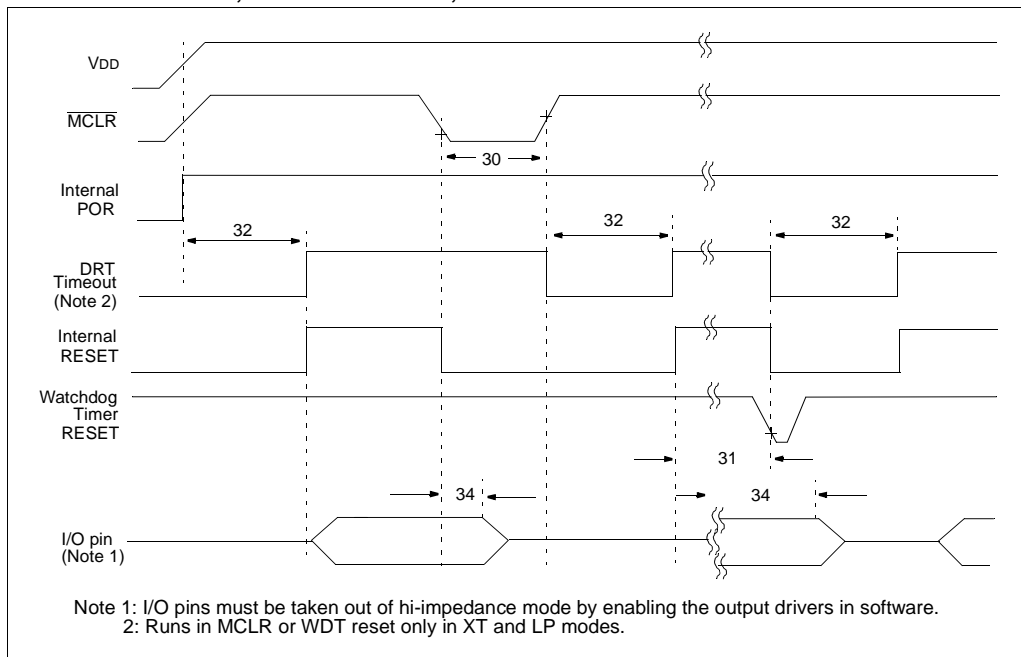 VDD
MCLR
30
Internal
POR
32
32
32
DRT
Timeout
(Note 2)
Internal
RESET
Watchdog
Timer
RESET
31
34
34
I/O pin
(Note 1)
Note 1: I/O pins must be taken out of hi-impedance mode by enabling the output drivers in software.
2: Runs in MCLR or WDT reset only in XT and LP modes.